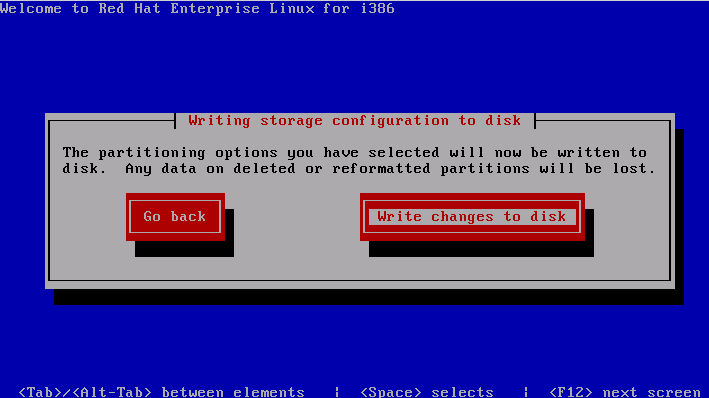 Welcome to Red Hat Enterprise Linux for i386
Writing storage configuration to disk
The partitioning options you have selected will now be written to
disk.  Any data on deleted or reformatted partitions will be lost.
Go back
Write changes to disk
<Tab>/<Alt-Tab> between elements   |  <Space> selects   |  <F12> next screen